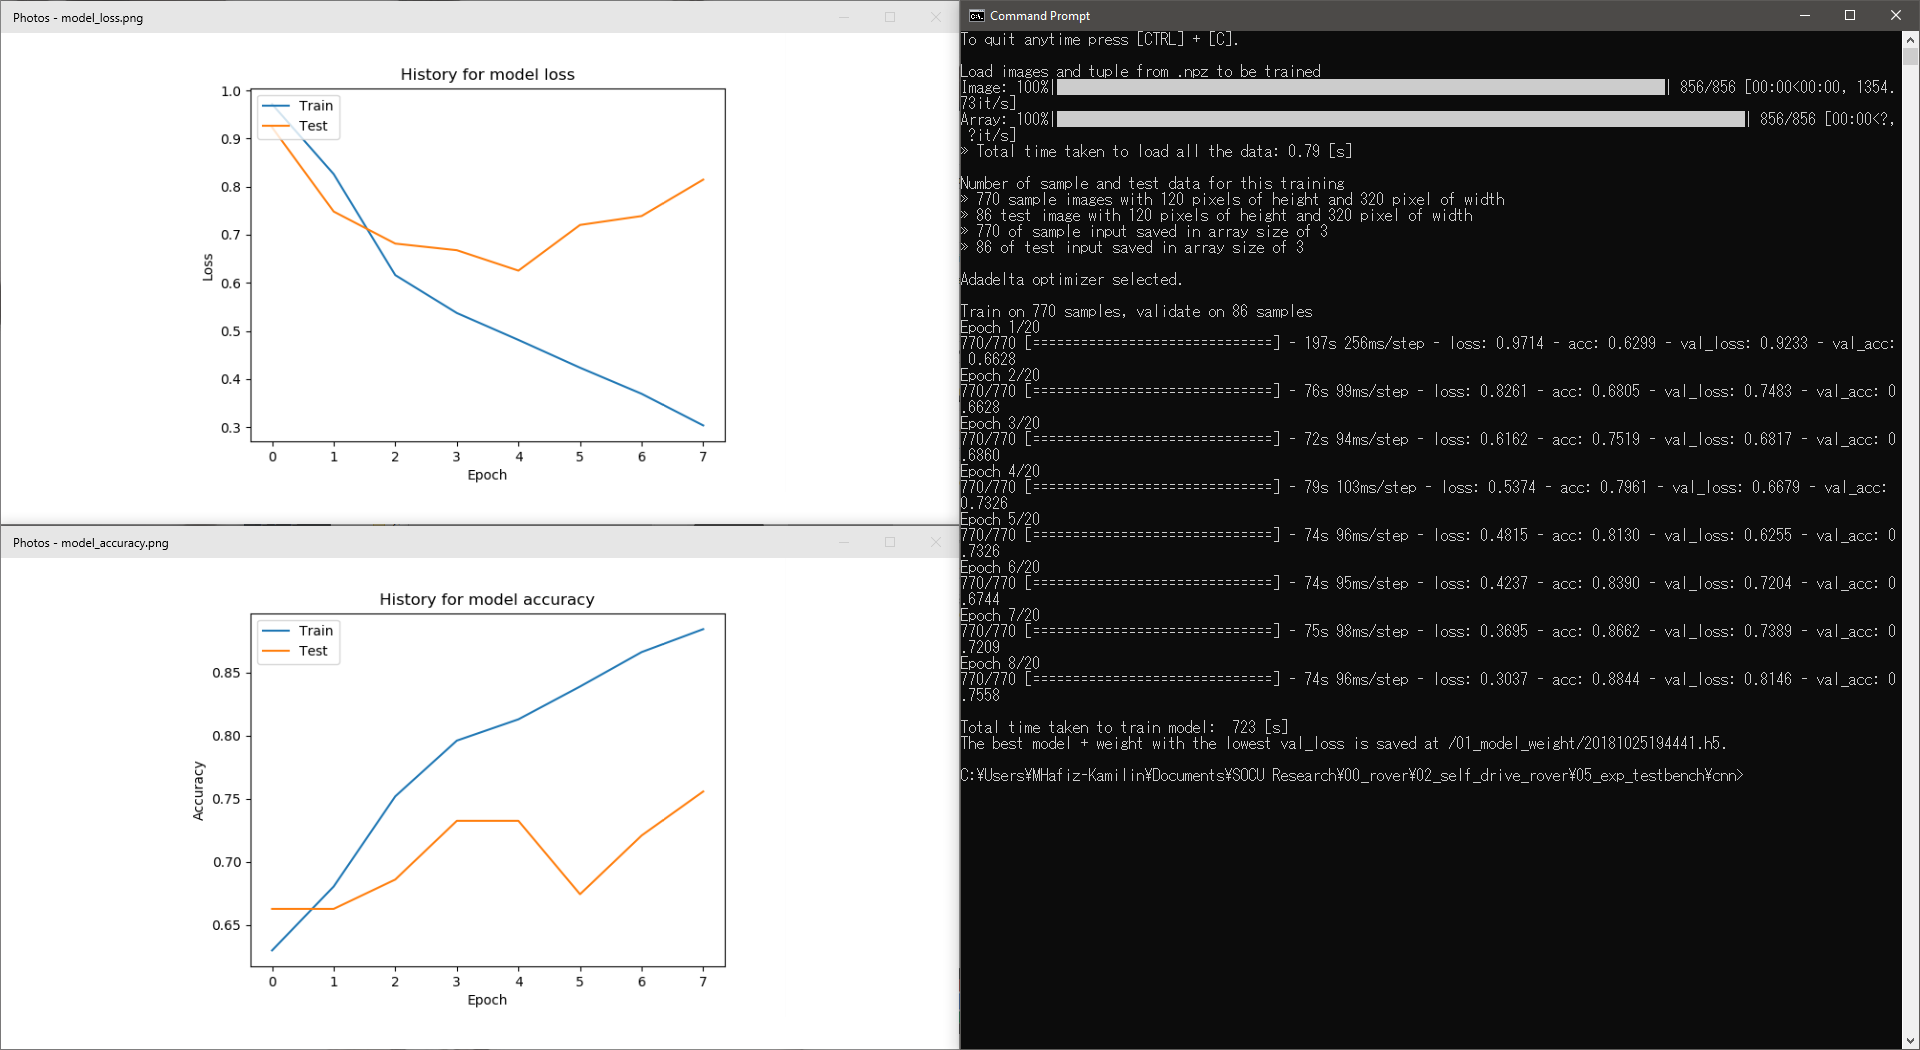 Photos - model_loss.png
History for model loss
Train
Test
1.0
0.9
0.8
0.7
0.6
0.5
0.4
0.3
Loss
0 1 2 3 4 5 6 7
Epoch
Photos - model_accuracy.png
History for model accuracy
Train
Test
0.85
0.80
0.75
0.70
0.65
Accuracy
0 1 2 3 4 5 6 7
Epoch
Command Prompt
To quit anytime press [CTRL] + [C].
Load images and tuple from .npz to be trained
Image: 100%|██████████| 856/856 [00:00<00:00, 1354.
73it/s]
Array: 100%|██████████| 856/856 [00:00<?,
?it/s]
» Total time taken to load all the data: 0.79 [s]
Number of sample and test data for this training
» 770 sample images with 120 pixels of height and 320 pixel of width
» 86 test image with 120 pixels of height and 320 pixel of width
» 770 of sample input saved in array size of 3
» 86 of test input saved in array size of 3
Adadelta optimizer selected.
Train on 770 samples, validate on 86 samples
Epoch 1/20
770/770 [==============================] - 197s 256ms/step - loss: 0.9714 - acc: 0.6299 - val_loss: 0.9233 - val_acc:
0.6628
Epoch 2/20
770/770 [==============================] - 76s 99ms/step - loss: 0.8261 - acc: 0.6805 - val_loss: 0.7483 - val_acc: 0
.6628
Epoch 3/20
770/770 [==============================] - 72s 94ms/step - loss: 0.6162 - acc: 0.7519 - val_loss: 0.6817 - val_acc: 0
.6860
Epoch 4/20
770/770 [==============================] - 79s 103ms/step - loss: 0.5374 - acc: 0.7961 - val_loss: 0.6679 - val_acc:
0.7326
Epoch 5/20
770/770 [==============================] - 74s 96ms/step - loss: 0.4815 - acc: 0.8130 - val_loss: 0.6255 - val_acc: 0
.7326
Epoch 6/20
770/770 [==============================] - 74s 95ms/step - loss: 0.4237 - acc: 0.8390 - val_loss: 0.7204 - val_acc: 0
.6744
Epoch 7/20
770/770 [==============================] - 75s 98ms/step - loss: 0.3695 - acc: 0.8662 - val_loss: 0.7389 - val_acc: 0
.7209
Epoch 8/20
770/770 [==============================] - 74s 96ms/step - loss: 0.3037 - acc: 0.8844 - val_loss: 0.8146 - val_acc: 0
.7558
Total time taken to train model:  723 [s]
The best model + weight with the lowest val_loss is saved at /01_model_weight/20181025194441.h5.
C:¥Users¥MHafiz-Kamilin¥Documents¥SOCU Research¥00_rover¥02_self_drive_rover¥05_exp_testbench¥cnn>